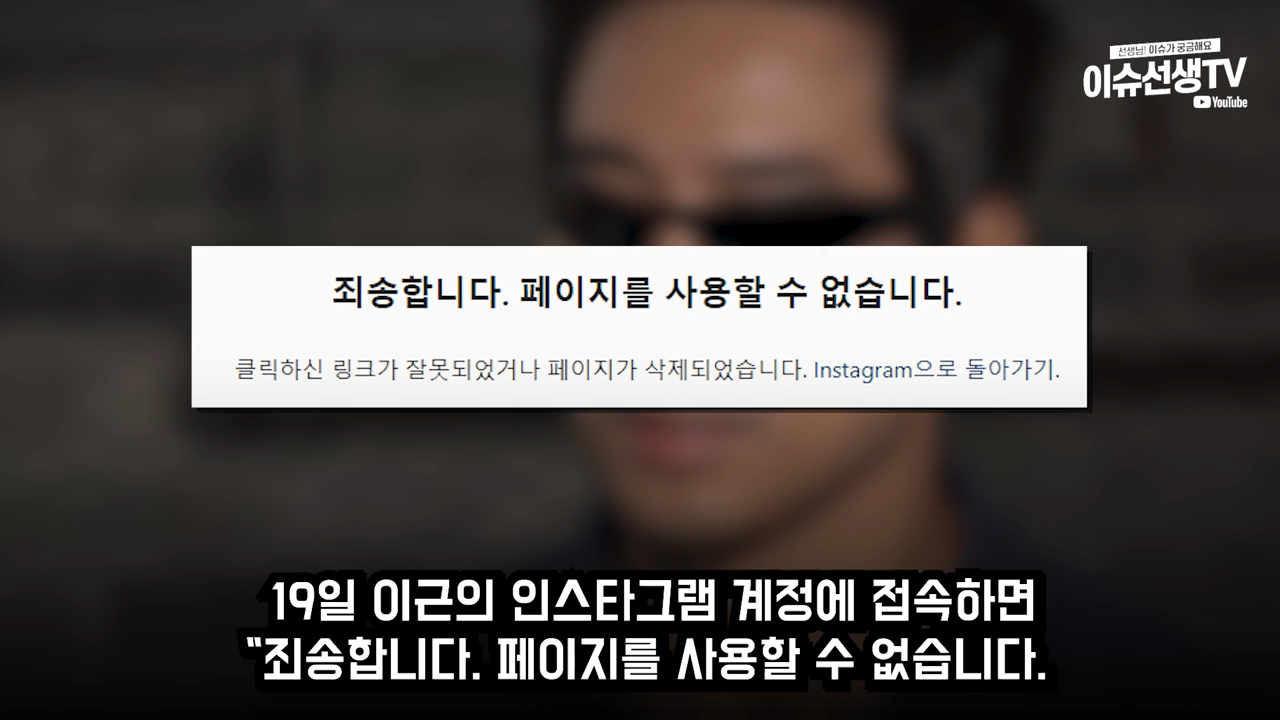 선생님! 이슈가 궁금해요
이슈선생TV
YouTube
죄송합니다. 페이지를 사용할 수 없습니다.
클릭하신 링크가 잘못되었거나 페이지가 삭제되었습니다. Instagram으로 돌아가기.
19일 이근의 인스타그램 계정에 접속하면
"죄송합니다. 페이지를 사용할 수 없습니다.